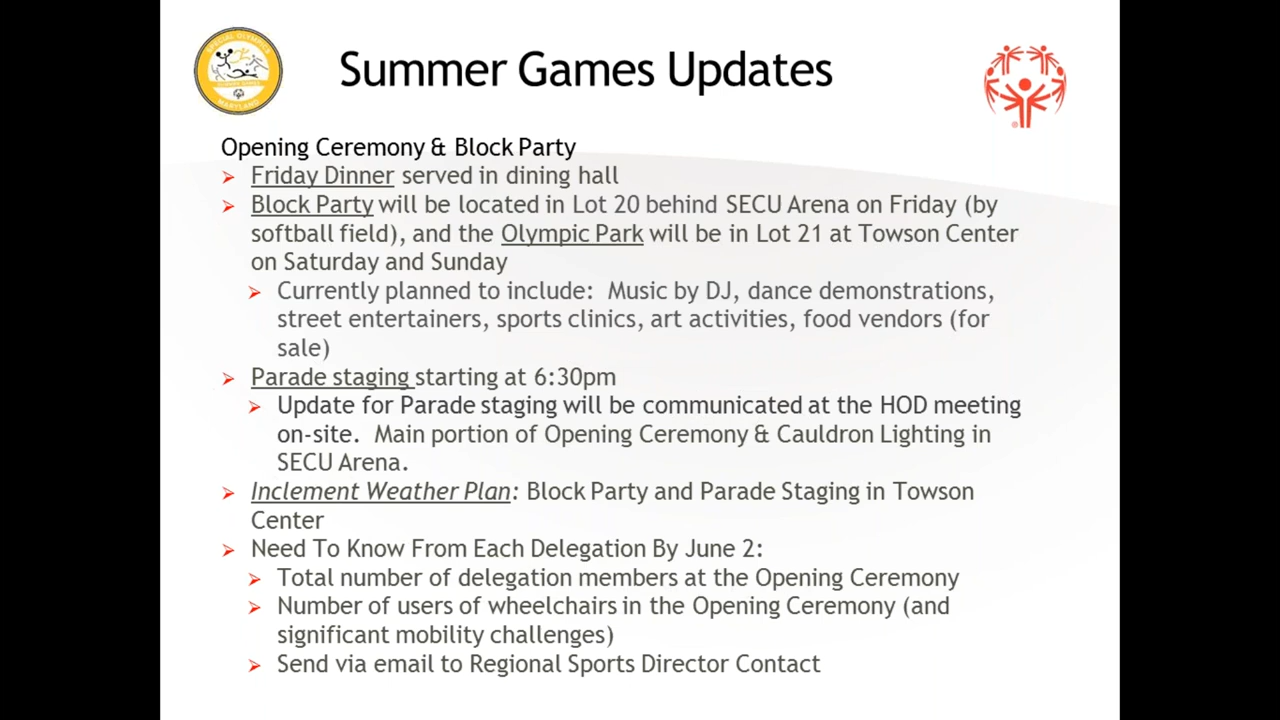 SPECIAL OLYMPICS
MARYLAND
Summer Games Updates
Opening Ceremony & Block Party
Friday Dinner served in dining hall
Block Party will be located in Lot 20 behind SECU Arena on Friday (by
softball field), and the Olympic Park will be in Lot 21 at Towson Center
on Saturday and Sunday
Currently planned to include:  Music by DJ, dance demonstrations,
street entertainers, sports clinics, art activities, food vendors (for
sale)
Parade staging starting at 6:30pm
Update for Parade staging will be communicated at the HOD meeting
on-site.  Main portion of Opening Ceremony & Cauldron Lighting in
SECU Arena.
Inclement Weather Plan: Block Party and Parade Staging in Towson
Center
Need To Know From Each Delegation By June 2:
Total number of delegation members at the Opening Ceremony
Number of users of wheelchairs in the Opening Ceremony (and
significant mobility challenges)
Send via email to Regional Sports Director Contact